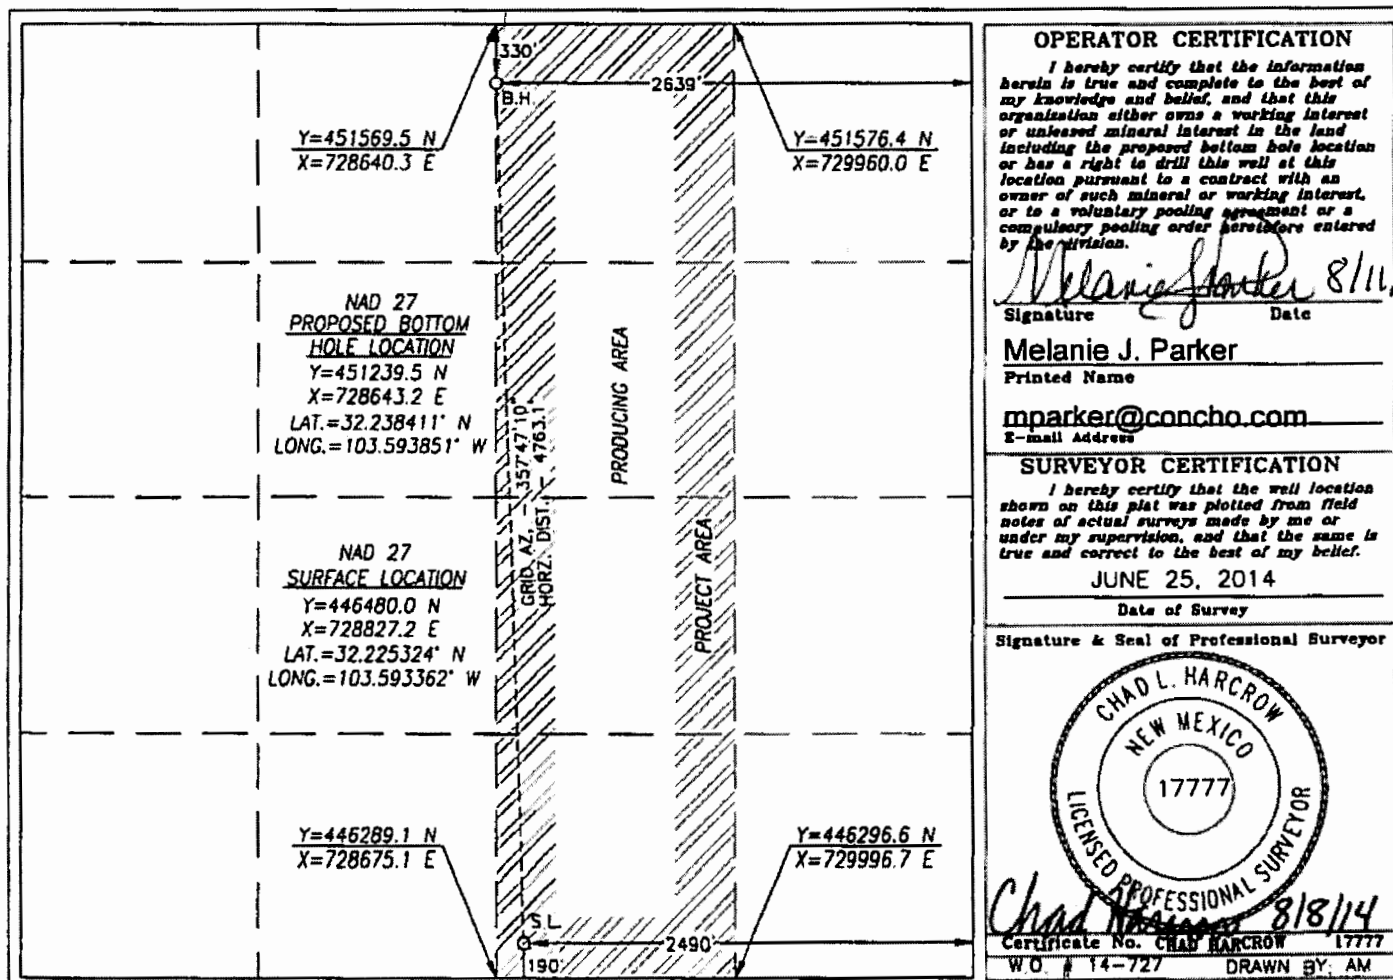 330'
2639'
B.H.
Y=451569.5 N
X=728640.3 E
Y=451576.4 N
X=729960.0 E
NAD 27
PROPOSED BOTTOM
HOLE LOCATION
Y=451239.5 N
X=728643.2 E
LAT.=32.238411° N
LONG.=103.593851° W
GRID AZ. - 357°47'10"
HORZ. DIST. - 4763.1'
PRODUCING AREA
PROJECT AREA
NAD 27
SURFACE LOCATION
Y=446480.0 N
X=728827.2 E
LAT.=32.225324° N
LONG.=103.593362° W
Y=446289.1 N
X=728675.1 E
Y=446296.6 N
X=729996.7 E
S.L.
2490'
190'
OPERATOR CERTIFICATION
I hereby certify that the information
herein is true and complete to the best of
my knowledge and belief, and that this
organization either owns a working interest
or unleased mineral interest in the land
including the proposed bottom hole location
or has a right to drill this well at this
location pursuant to a contract with an
owner of such mineral or working interest,
or to a voluntary pooling agreement or a
compulsory pooling order heretofore entered
by the division.
Melanie J Parker 8/11,
Signature Date
Melanie J. Parker
Printed Name
mparker@concho.com
E-mail Address
SURVEYOR CERTIFICATION
I hereby certify that the well location
shown on this plat was plotted from field
notes of actual surveys made by me or
under my supervision, and that the same is
true and correct to the best of my belief.
JUNE 25, 2014
Date of Survey
Signature & Seal of Professional Surveyor
CHAD L. HARCROW
NEW MEXICO
17777
LICENSED PROFESSIONAL SURVEYOR
Chad Harcrow 8/8/14
Certificate No. CHAD HARCROW 17777
W.O. # 14-727 DRAWN BY: AM